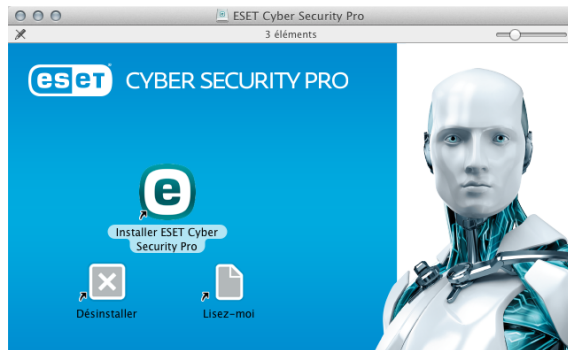 ESET Cyber Security Pro
3 éléments
eset CYBER SECURITY PRO
e
Installer ESET Cyber
Security Pro
Désinstaller
Lisez-moi